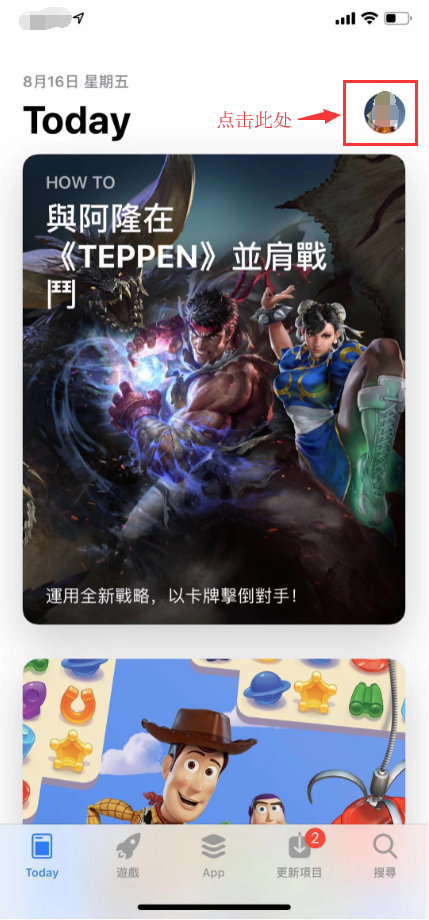 8月16日 星期五
Today
点击此处
HOW TO
與阿隆在
《TEPPEN》並肩戰
鬥
運用全新戰略，以卡牌擊倒對手！
2
Today
遊戲
App
更新項目
搜尋